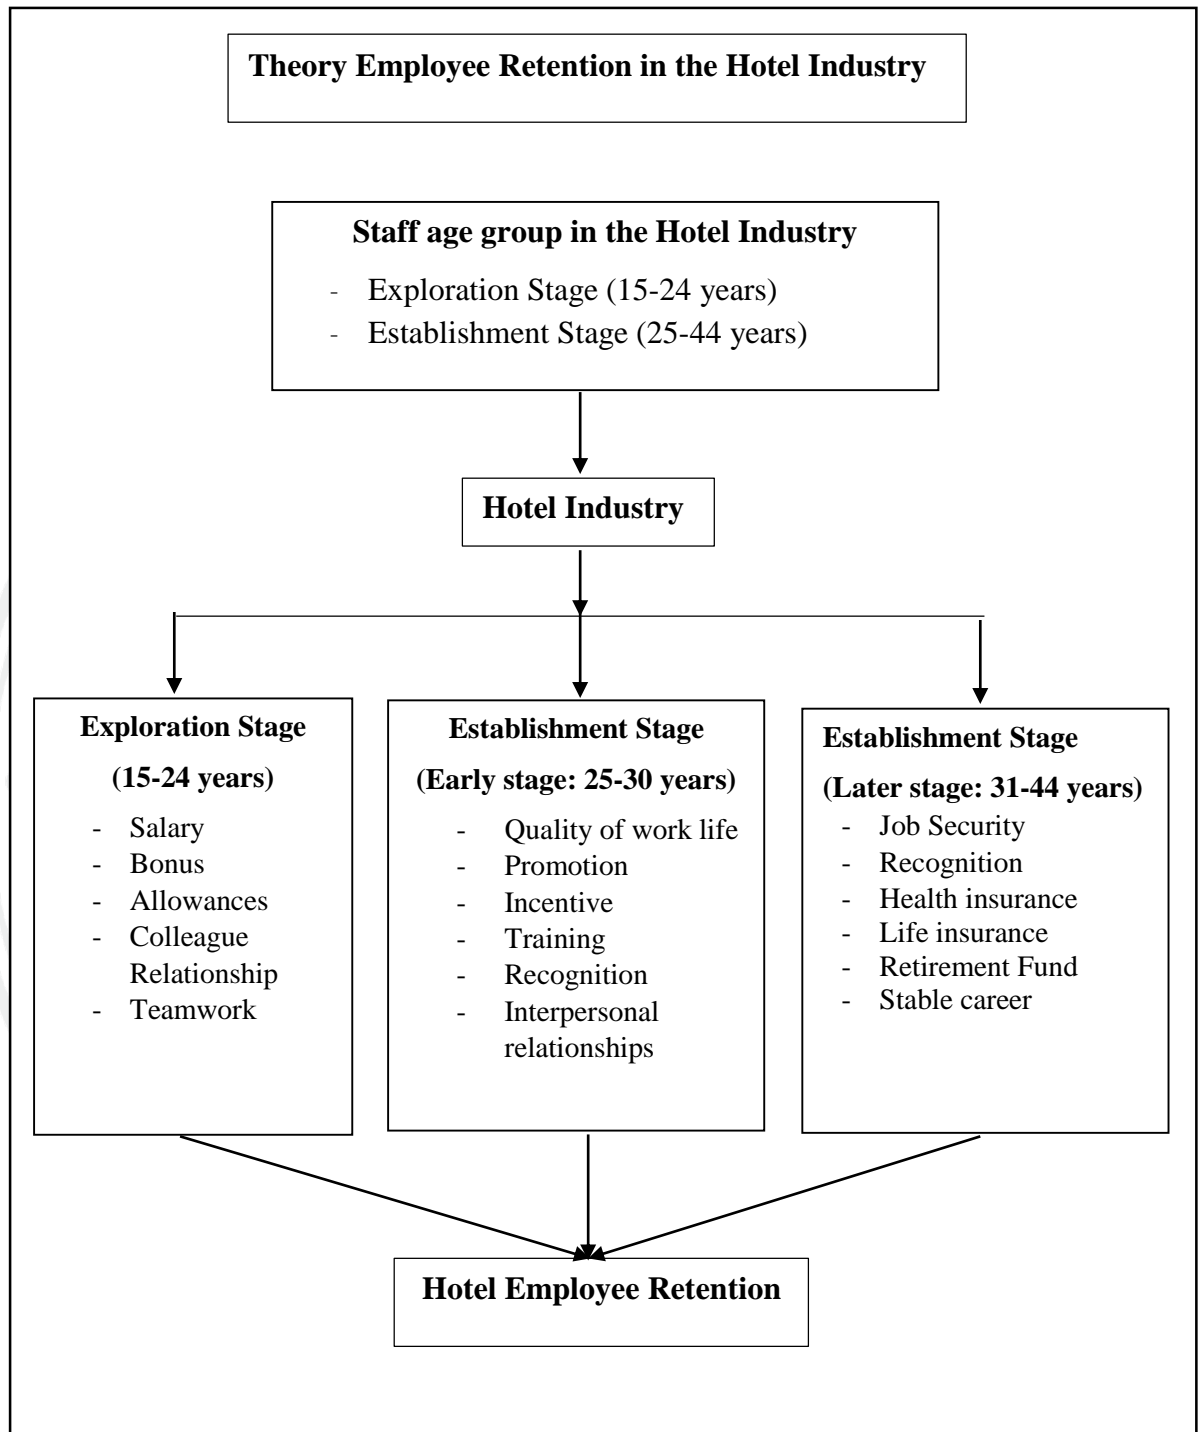 Theory Employee Retention in the Hotel Industry
Staff age group in the Hotel Industry
- Exploration Stage (15-24 years)
- Establishment Stage (25-44 years)
Hotel Industry
Exploration Stage
(15-24 years)
- Salary
- Bonus
- Allowances
- Colleague
Relationship
- Teamwork
Establishment Stage
(Early stage: 25-30 years)
- Quality of work life
- Promotion
- Incentive
- Training
- Recognition
- Interpersonal
relationships
Establishment Stage
(Later stage: 31-44 years)
- Job Security
- Recognition
- Health insurance
- Life insurance
- Retirement Fund
- Stable career
Hotel Employee Retention